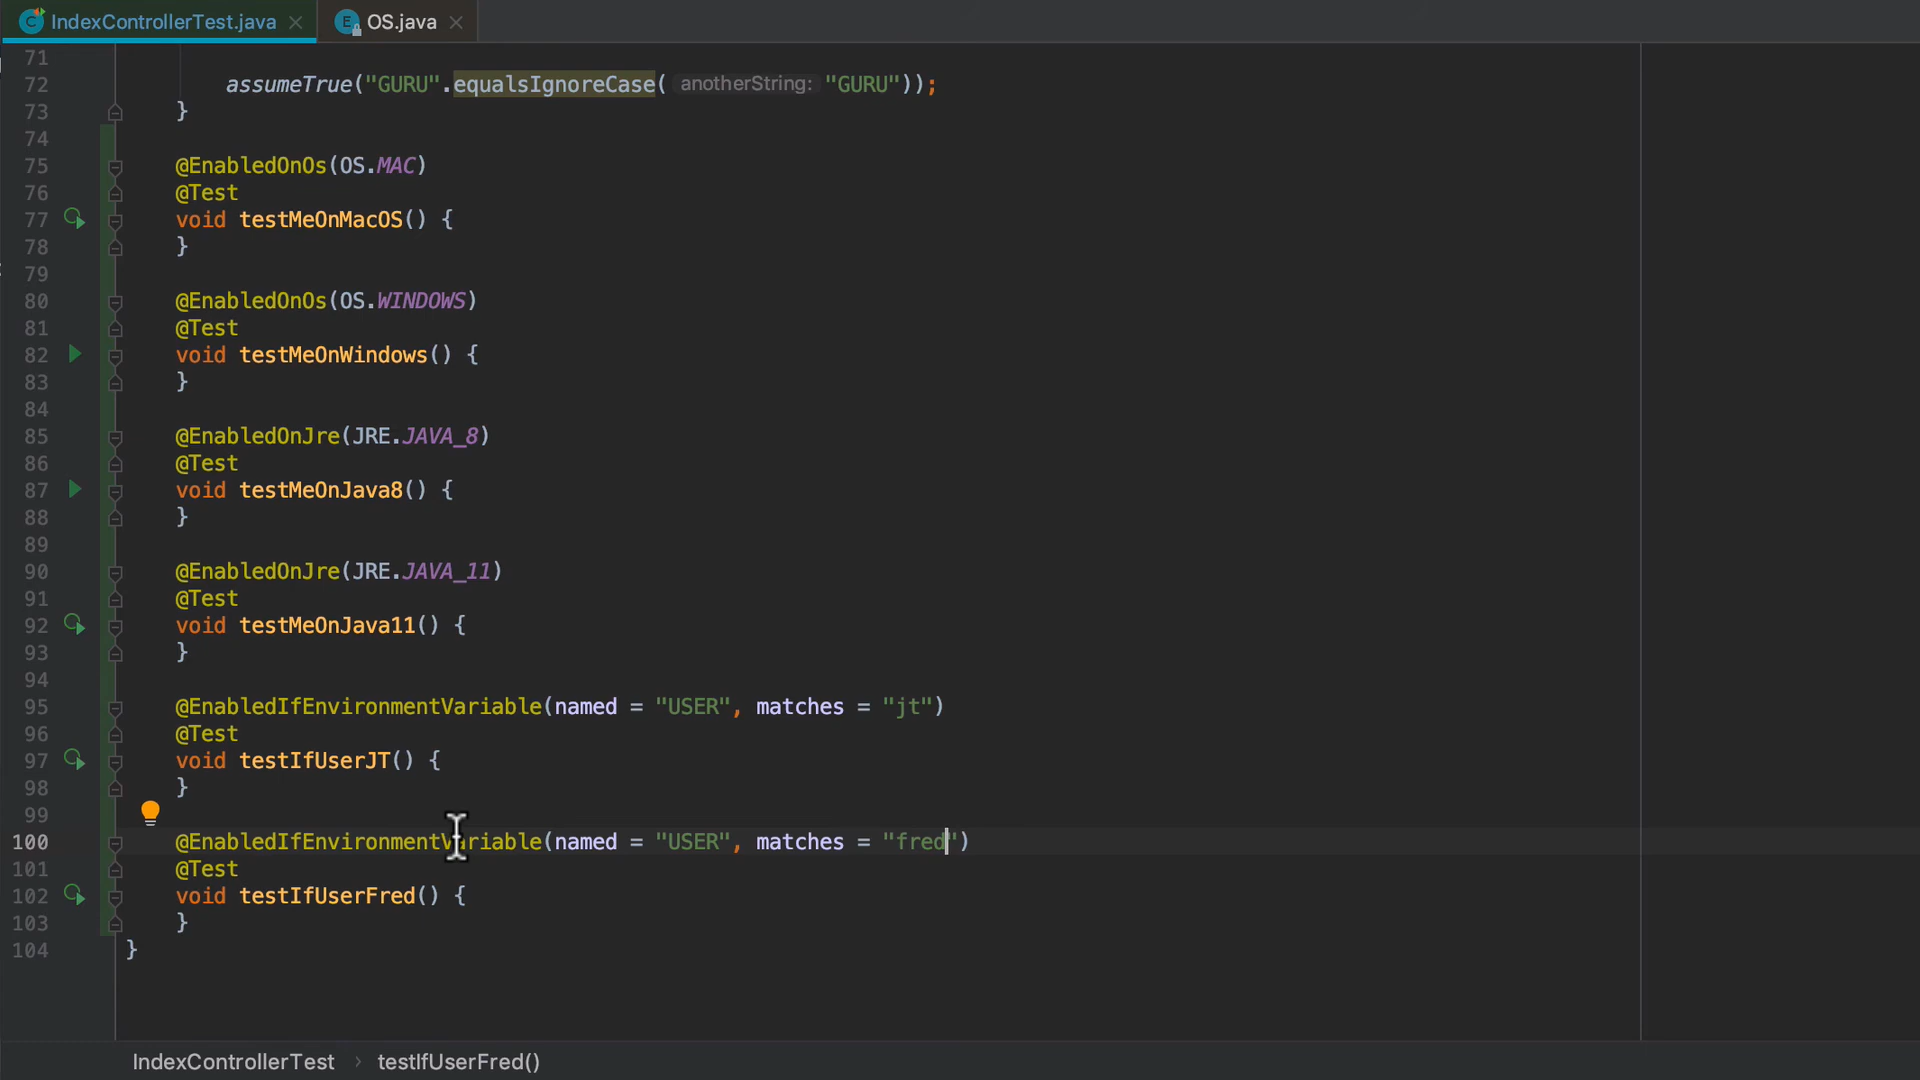 IndexControllerTest.java OS.java
71
72 assumeTrue("GURU".equalsIgnoreCase( anotherString: "GURU"));
73 }
74
75 @EnabledOnOs(OS.MAC)
76 @Test
77 void testMeOnMacOS() {
78 }
79
80 @EnabledOnOs(OS.WINDOWS)
81 @Test
82 void testMeOnWindows() {
83 }
84
85 @EnabledOnJre(JRE.JAVA_8)
86 @Test
87 void testMeOnJava8() {
88 }
89
90 @EnabledOnJre(JRE.JAVA_11)
91 @Test
92 void testMeOnJava11() {
93 }
94
95 @EnabledIfEnvironmentVariable(named = "USER", matches = "jt")
96 @Test
97 void testIfUserJT() {
98 }
99
100 @EnabledIfEnvironmentVariable(named = "USER", matches = "fred")
101 @Test
102 void testIfUserFred() {
103 }
104 }
IndexControllerTest › testIfUserFred()